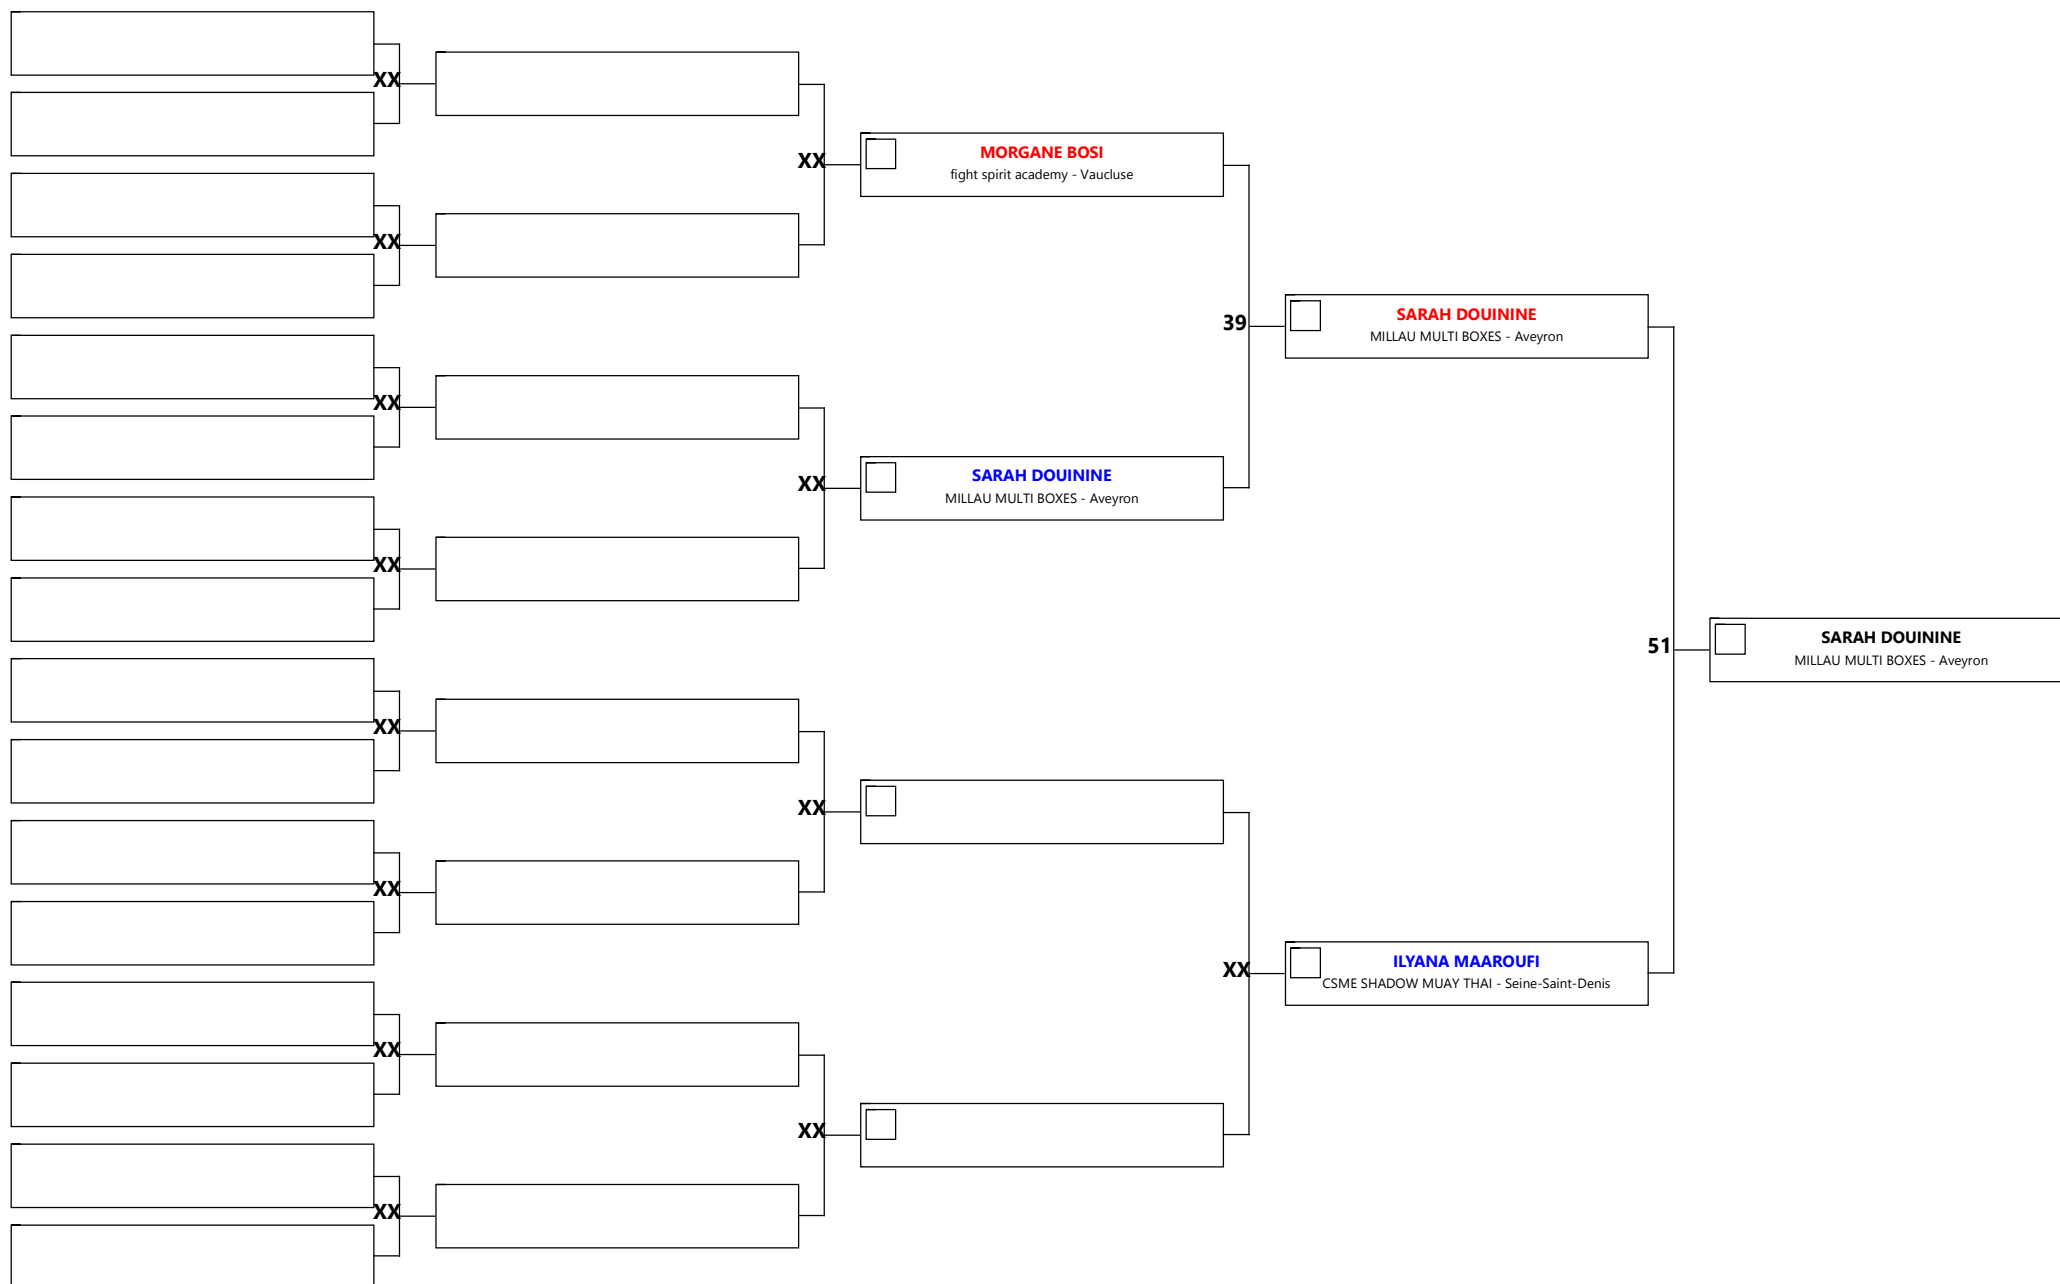 XX
XX
MORGANE BOSI
fight spirit academy - Vaucluse
XX
39
SARAH DOUININE
MILLAU MULTI BOXES - Aveyron
XX
XX
SARAH DOUININE
MILLAU MULTI BOXES - Aveyron
XX
51
SARAH DOUININE
MILLAU MULTI BOXES - Aveyron
XX
XX
XX
XX
ILYANA MAAROUFI
CSME SHADOW MUAY THAI - Seine-Saint-Denis
XX
XX
XX